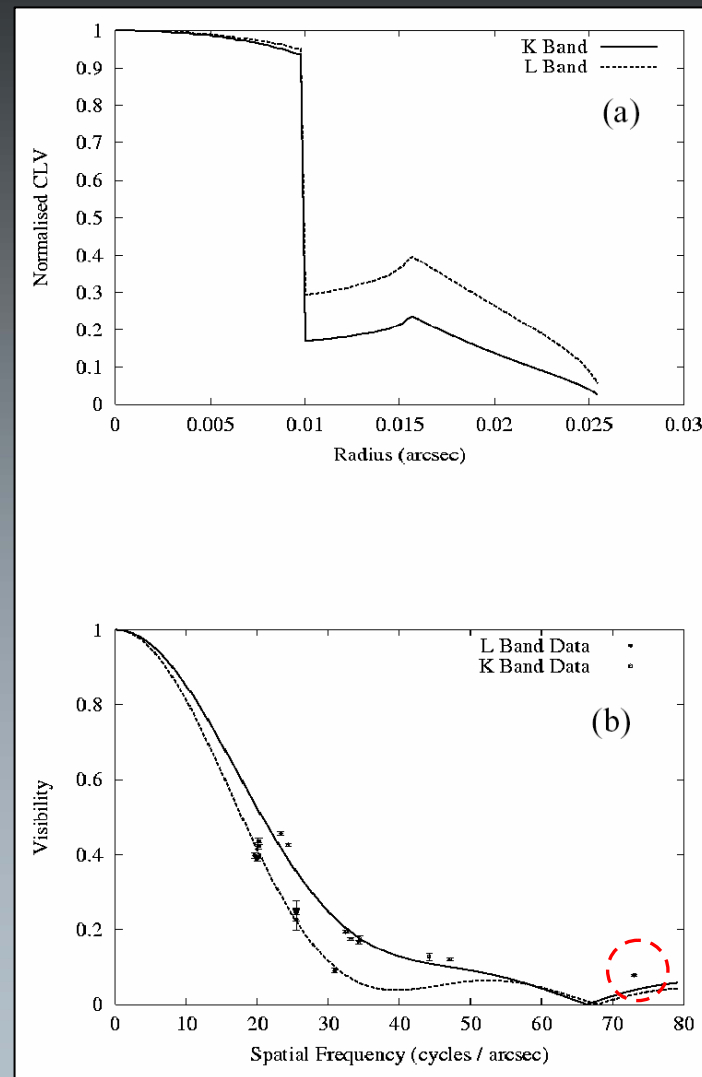 1
0.9
0.8
0.7
0.6
0.5
0.4
0.3
0.2
0.1
0
Normalised CLV
K Band
L Band
(a)
0 0.005 0.01 0.015 0.02 0.025 0.03
Radius (arcsec)
1
0.8
0.6
0.4
0.2
0
Visibility
L Band Data
K Band Data
(b)
0 10 20 30 40 50 60 70 80
Spatial Frequency (cycles / arcsec)